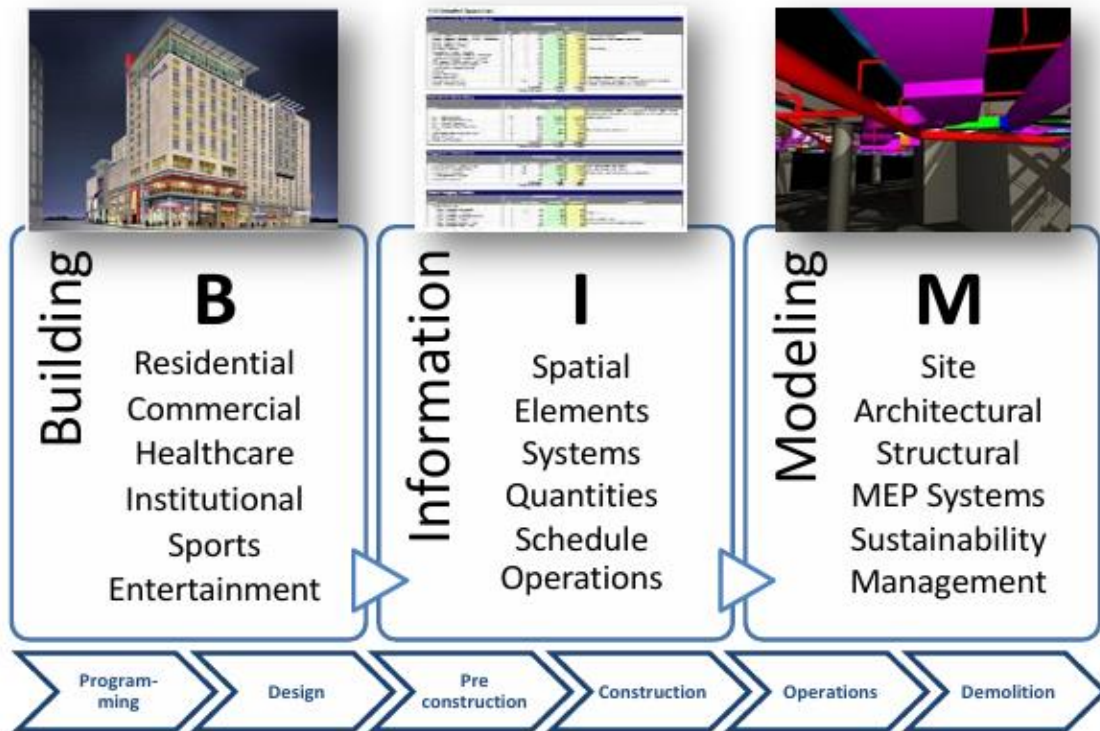 Building
B
Residential
Commercial
Healthcare
Institutional
Sports
Entertainment
Information
I
Spatial
Elements
Systems
Quantities
Schedule
Operations
Modeling
M
Site
Architectural
Structural
MEP Systems
Sustainability
Management
Program-
ming
Design
Pre
construction
Construction
Operations
Demolition